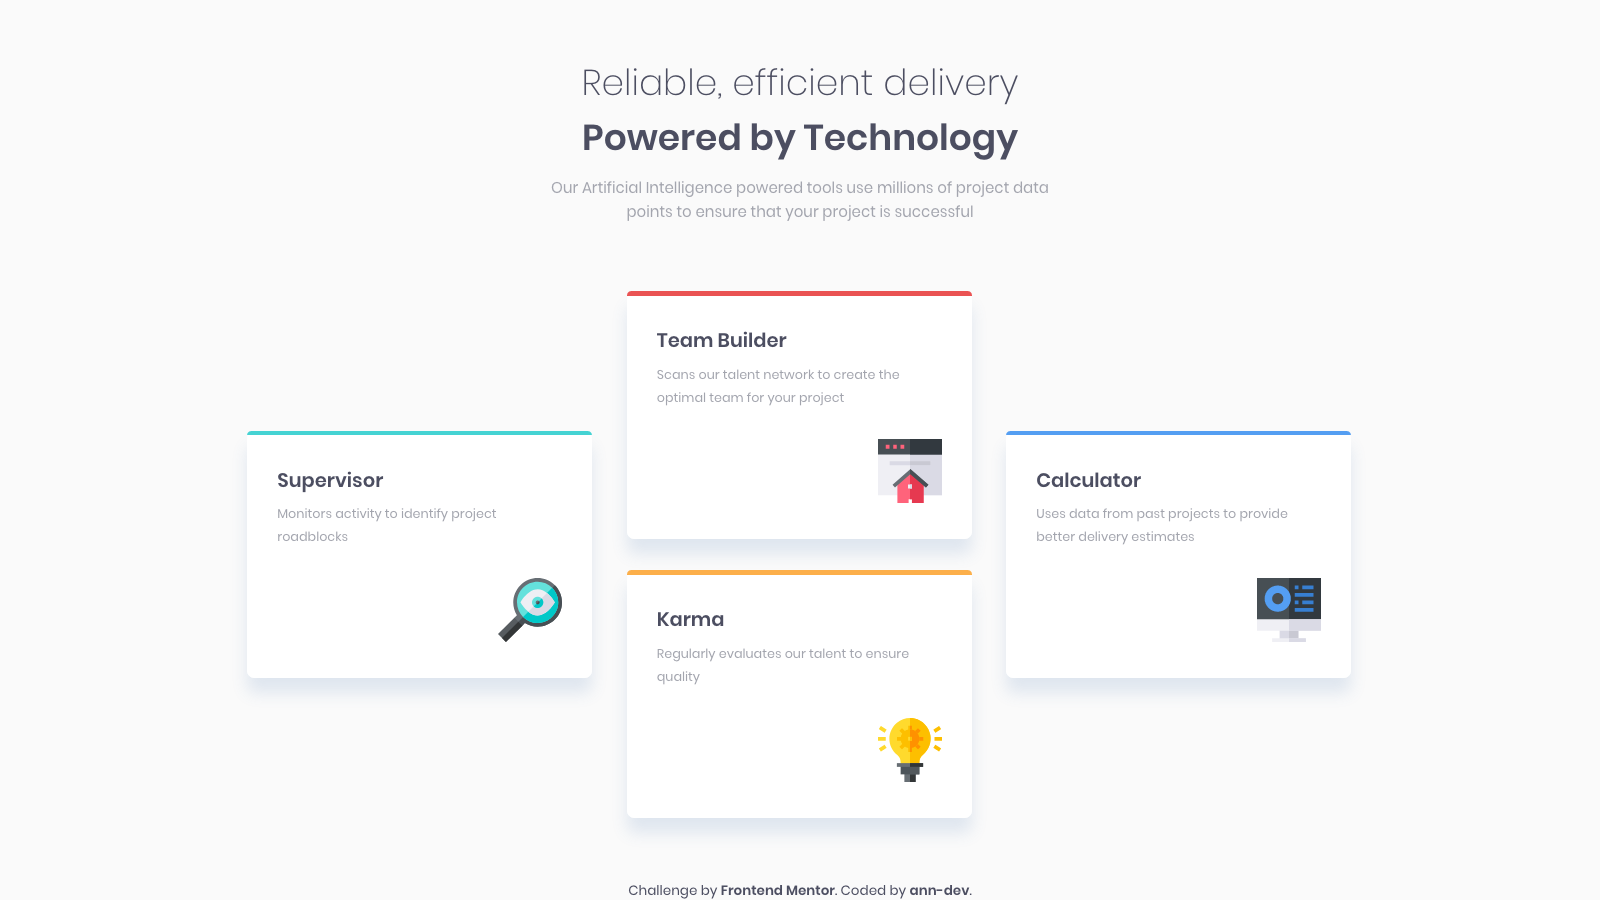 Reliable, efficient delivery
Powered by Technology
Our Artificial Intelligence powered tools use millions of project data
points to ensure that your project is successful
Supervisor
Monitors activity to identify project
roadblocks
Team Builder
Scans our talent network to create the
optimal team for your project
Karma
Regularly evaluates our talent to ensure
quality
Calculator
Uses data from past projects to provide
better delivery estimates
Challenge by Frontend Mentor. Coded by ann-dev.